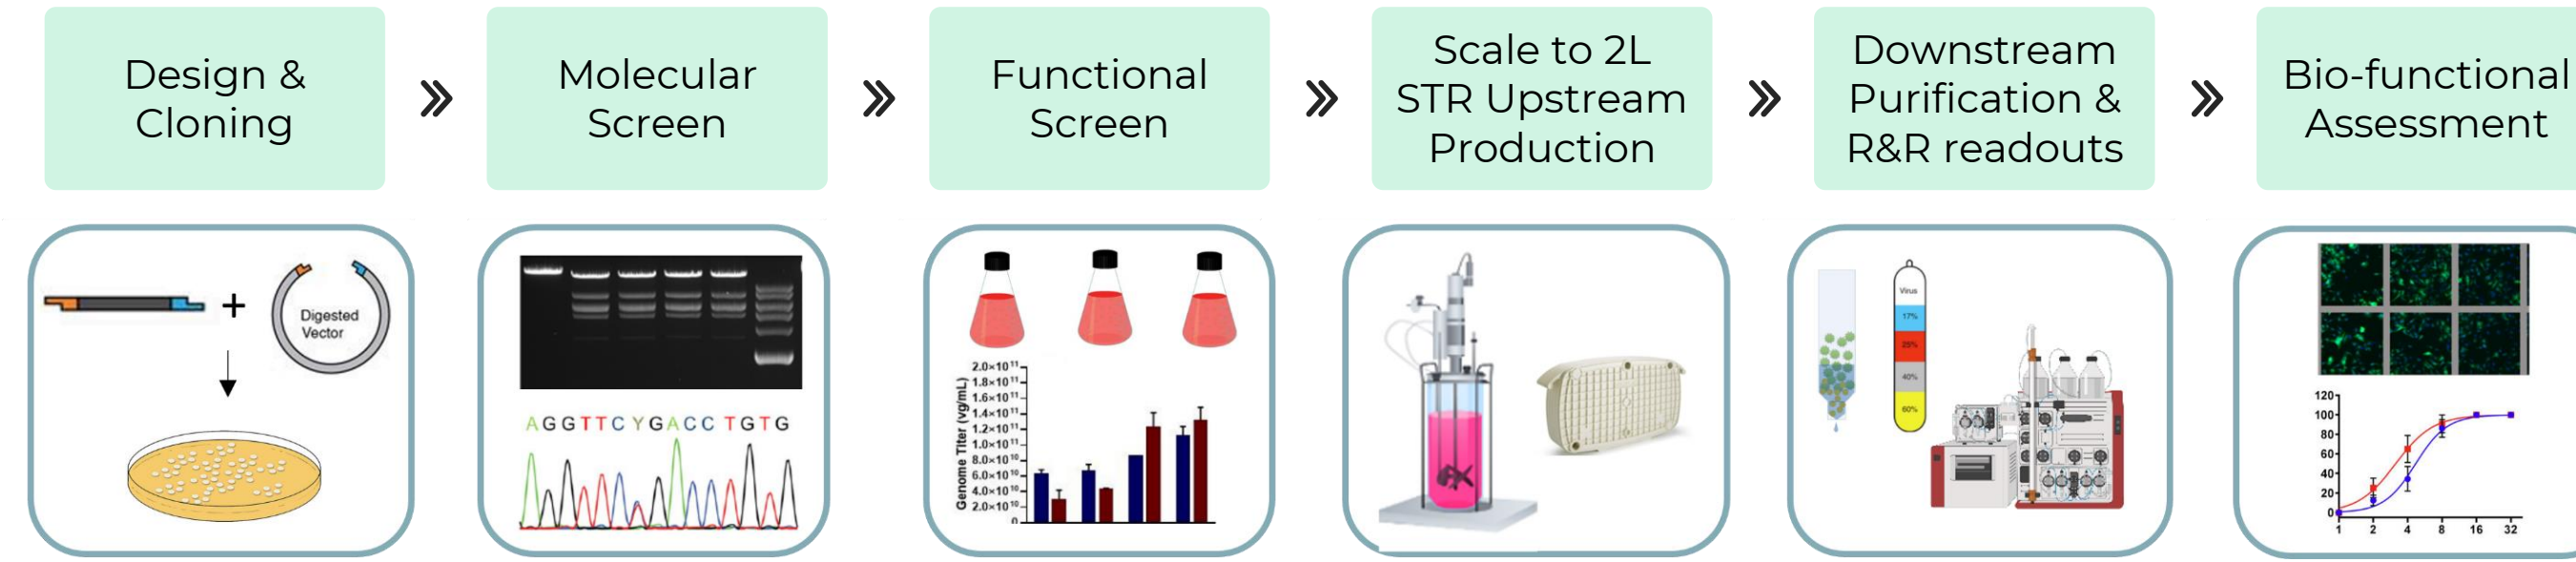 Design &
Cloning
Molecular
Screen
Functional
Screen
Scale to 2L
STR Upstream
Production
Downstream
Purification &
R&R readouts
Bio-functional
Assessment
+
Digested
Vector
AGGTTCYGACCTGTG
Genome Titer (vg/mL)
2.0×10¹¹
1.8×10¹¹
1.6×10¹¹
1.4×10¹¹
1.2×10¹¹
1.0×10¹¹
8.0×10¹⁰
6.0×10¹⁰
4.0×10¹⁰
2.0×10¹⁰
0
Virus
17%
25%
40%
60%
120
100
80
60
40
20
0
1 2 4 8 16 32